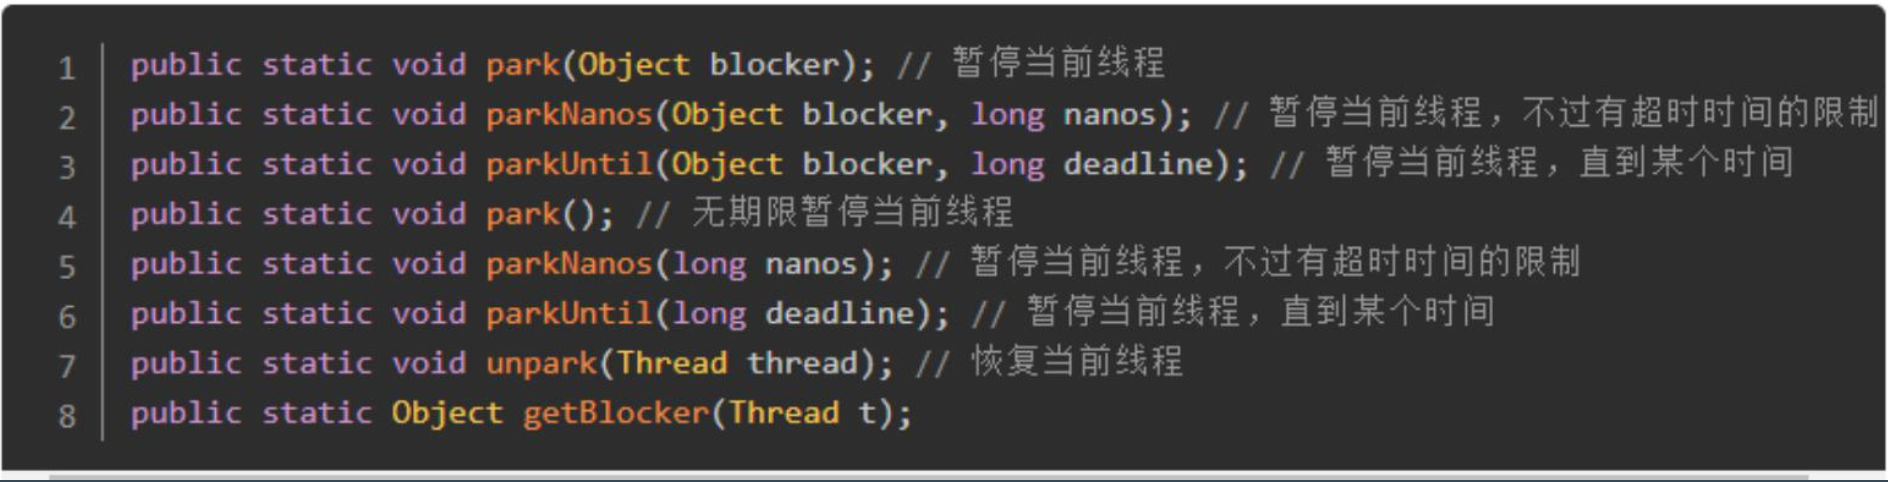 1 public static void park(Object blocker); // 暂停当前线程
2 public static void parkNanos(Object blocker, long nanos); // 暂停当前线程，不过有超时时间的限制
3 public static void parkUntil(Object blocker, long deadline); // 暂停当前线程，直到某个时间
4 public static void park(); // 无期限暂停当前线程
5 public static void parkNanos(long nanos); // 暂停当前线程，不过有超时时间的限制
6 public static void parkUntil(long deadline); // 暂停当前线程，直到某个时间
7 public static void unpark(Thread thread); // 恢复当前线程
8 public static Object getBlocker(Thread t);